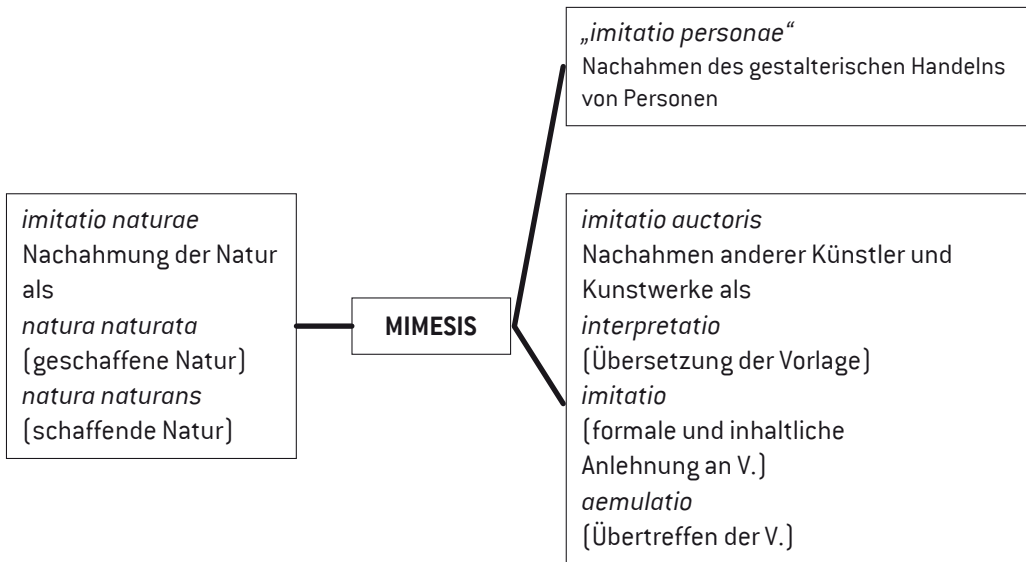 „imitatio personae“
Nachahmen des gestalterischen Handelns
von Personen
imitatio naturae
Nachahmung der Natur
als
natura naturata
(geschaffene Natur)
natura naturans
(schaffende Natur)
MIMESIS
imitatio auctoris
Nachahmen anderer Künstler und
Kunstwerke als
interpretatio
(Übersetzung der Vorlage)
imitatio
(formale und inhaltliche
Anlehnung an V.)
aemulatio
(Übertreffen der V.)